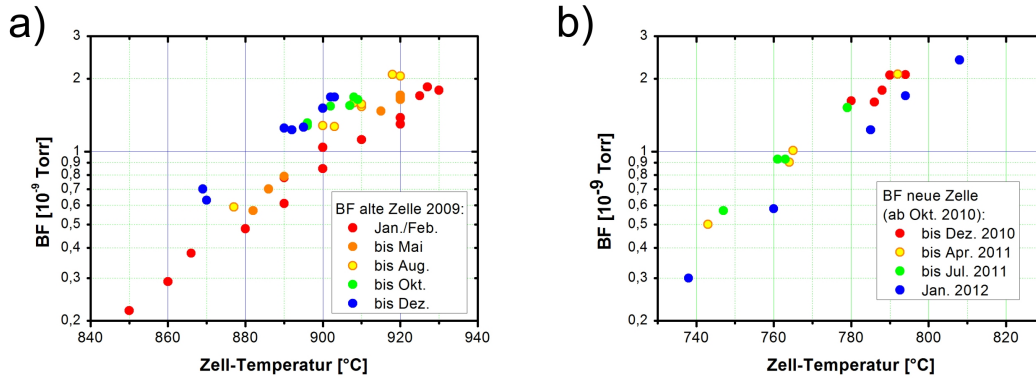 a)
3
2
1
0,9
0,8
0,7
0,6
0,5
0,4
0,3
0,2
BF [10⁻⁹ Torr]
840 860 880 900 920 940
Zell-Temperatur [°C]
BF alte Zelle 2009:
Jan./Feb.
bis Mai
bis Aug.
bis Okt.
bis Dez.
b)
3
2
1
0,9
0,8
0,7
0,6
0,5
0,4
0,3
0,2
BF [10⁻⁹ Torr]
740 760 780 800 820
Zell-Temperatur [°C]
BF neue Zelle
(ab Okt. 2010):
bis Dez. 2010
bis Apr. 2011
bis Jul. 2011
Jan. 2012